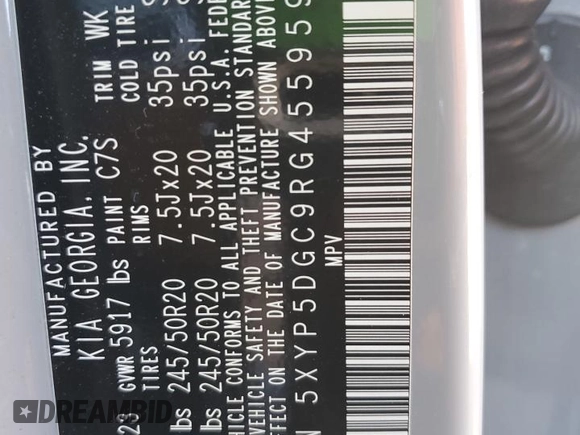 MANUFACTURED BY
KIA GEORGIA, INC.
GVWR 5917 lbs PAINT C7S TRIM WK
TIRES RIMS COLD TIRE
lbs 245/50R20 7.5Jx20 35psi
lbs 245/50R20 7.5Jx20 35psi
VEHICLE CONFORMS TO ALL APPLICABLE U.S.A. FEDE
VEHICLE SAFETY AND THEFT PREVENTION STANDAR
EFFECT ON THE DATE OF MANUFACTURE SHOWN ABOVE
N 5XYP5DGC9RG455959
MPV
DREAMBID